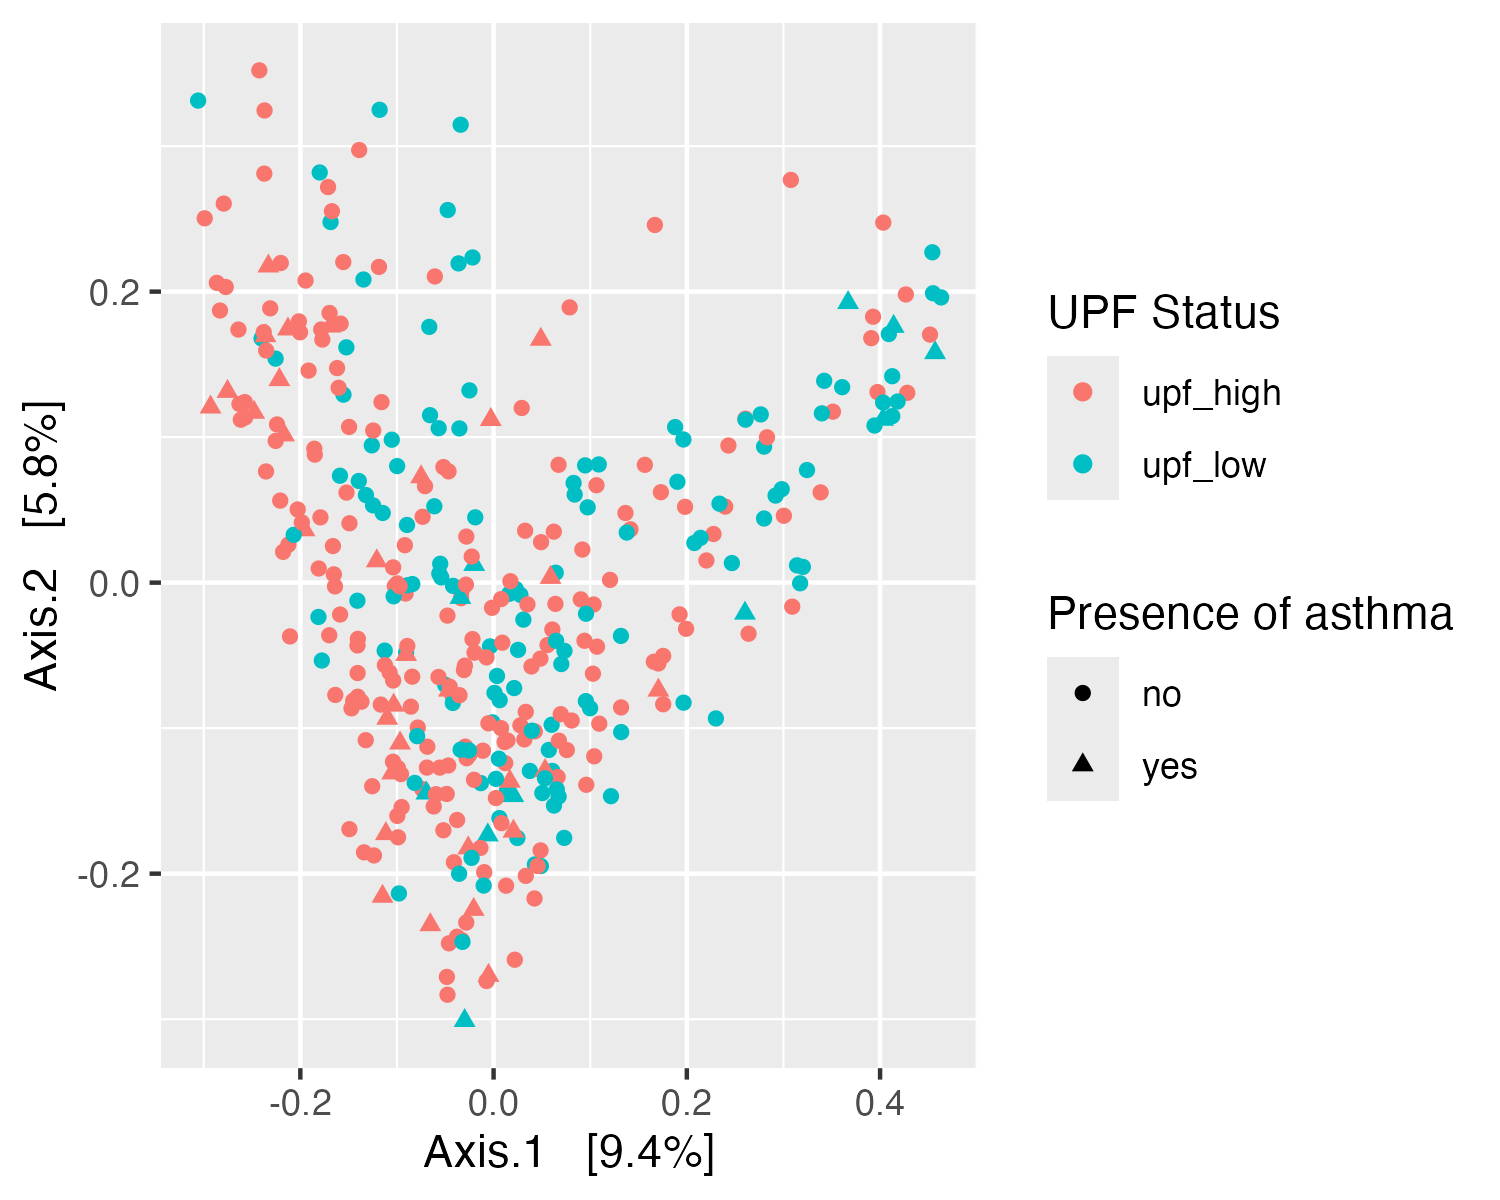 0.2
0.0
-0.2
Axis.2 [5.8%]
-0.2
0.0
0.2
0.4
Axis.1 [9.4%]
UPF Status
upf_high
upf_low
Presence of asthma
no
yes